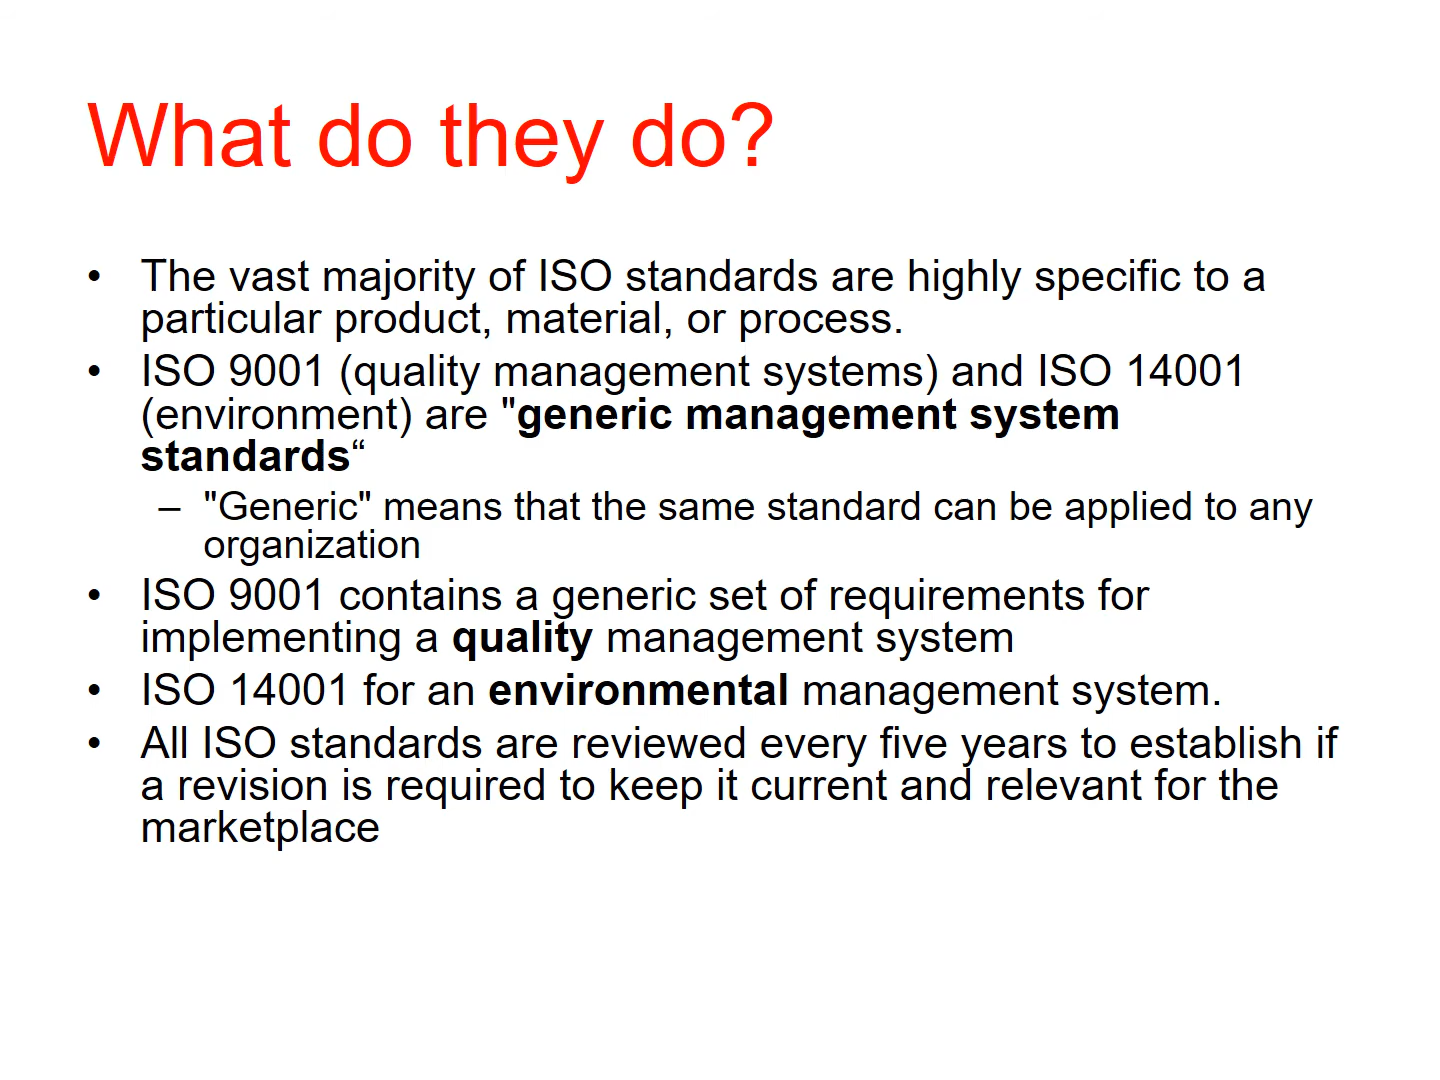 What do they do?
• The vast majority of ISO standards are highly specific to a
particular product, material, or process.
• ISO 9001 (quality management systems) and ISO 14001
(environment) are "generic management system
standards“
– "Generic" means that the same standard can be applied to any
organization
• ISO 9001 contains a generic set of requirements for
implementing a quality management system
• ISO 14001 for an environmental management system.
• All ISO standards are reviewed every five years to establish if
a revision is required to keep it current and relevant for the
marketplace